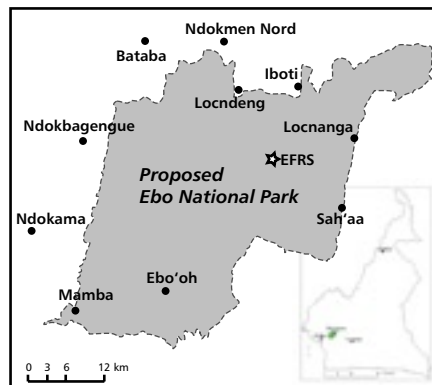 Ndokmen Nord
Bataba
Iboti
Locndeng
Ndokbagengue
Locnanga
EFRS
Proposed
Ebo National Park
Ndokama
Sah‘aa
Ebo‘oh
Mamba
0 3 6 12 km